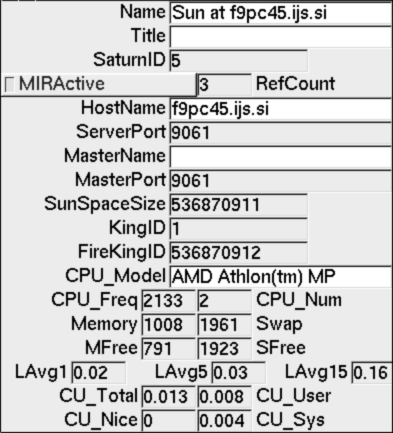 Name Sun at f9pc45.ijs.si
Title
SaturnID 5
MIRActive 3 RefCount
HostName f9pc45.ijs.si
ServerPort 9061
MasterName
MasterPort 9061
SunSpaceSize 536870911
KingID 1
FireKingID 536870912
CPU_Model AMD Athlon(tm) MP
CPU_Freq 2133 2 CPU_Num
Memory 1008 1961 Swap
MFree 791 1923 SFree
LAvg1 0.02 LAvg5 0.03 LAvg15 0.16
CU_Total 0.013 0.008 CU_User
CU_Nice 0 0.004 CU_Sys